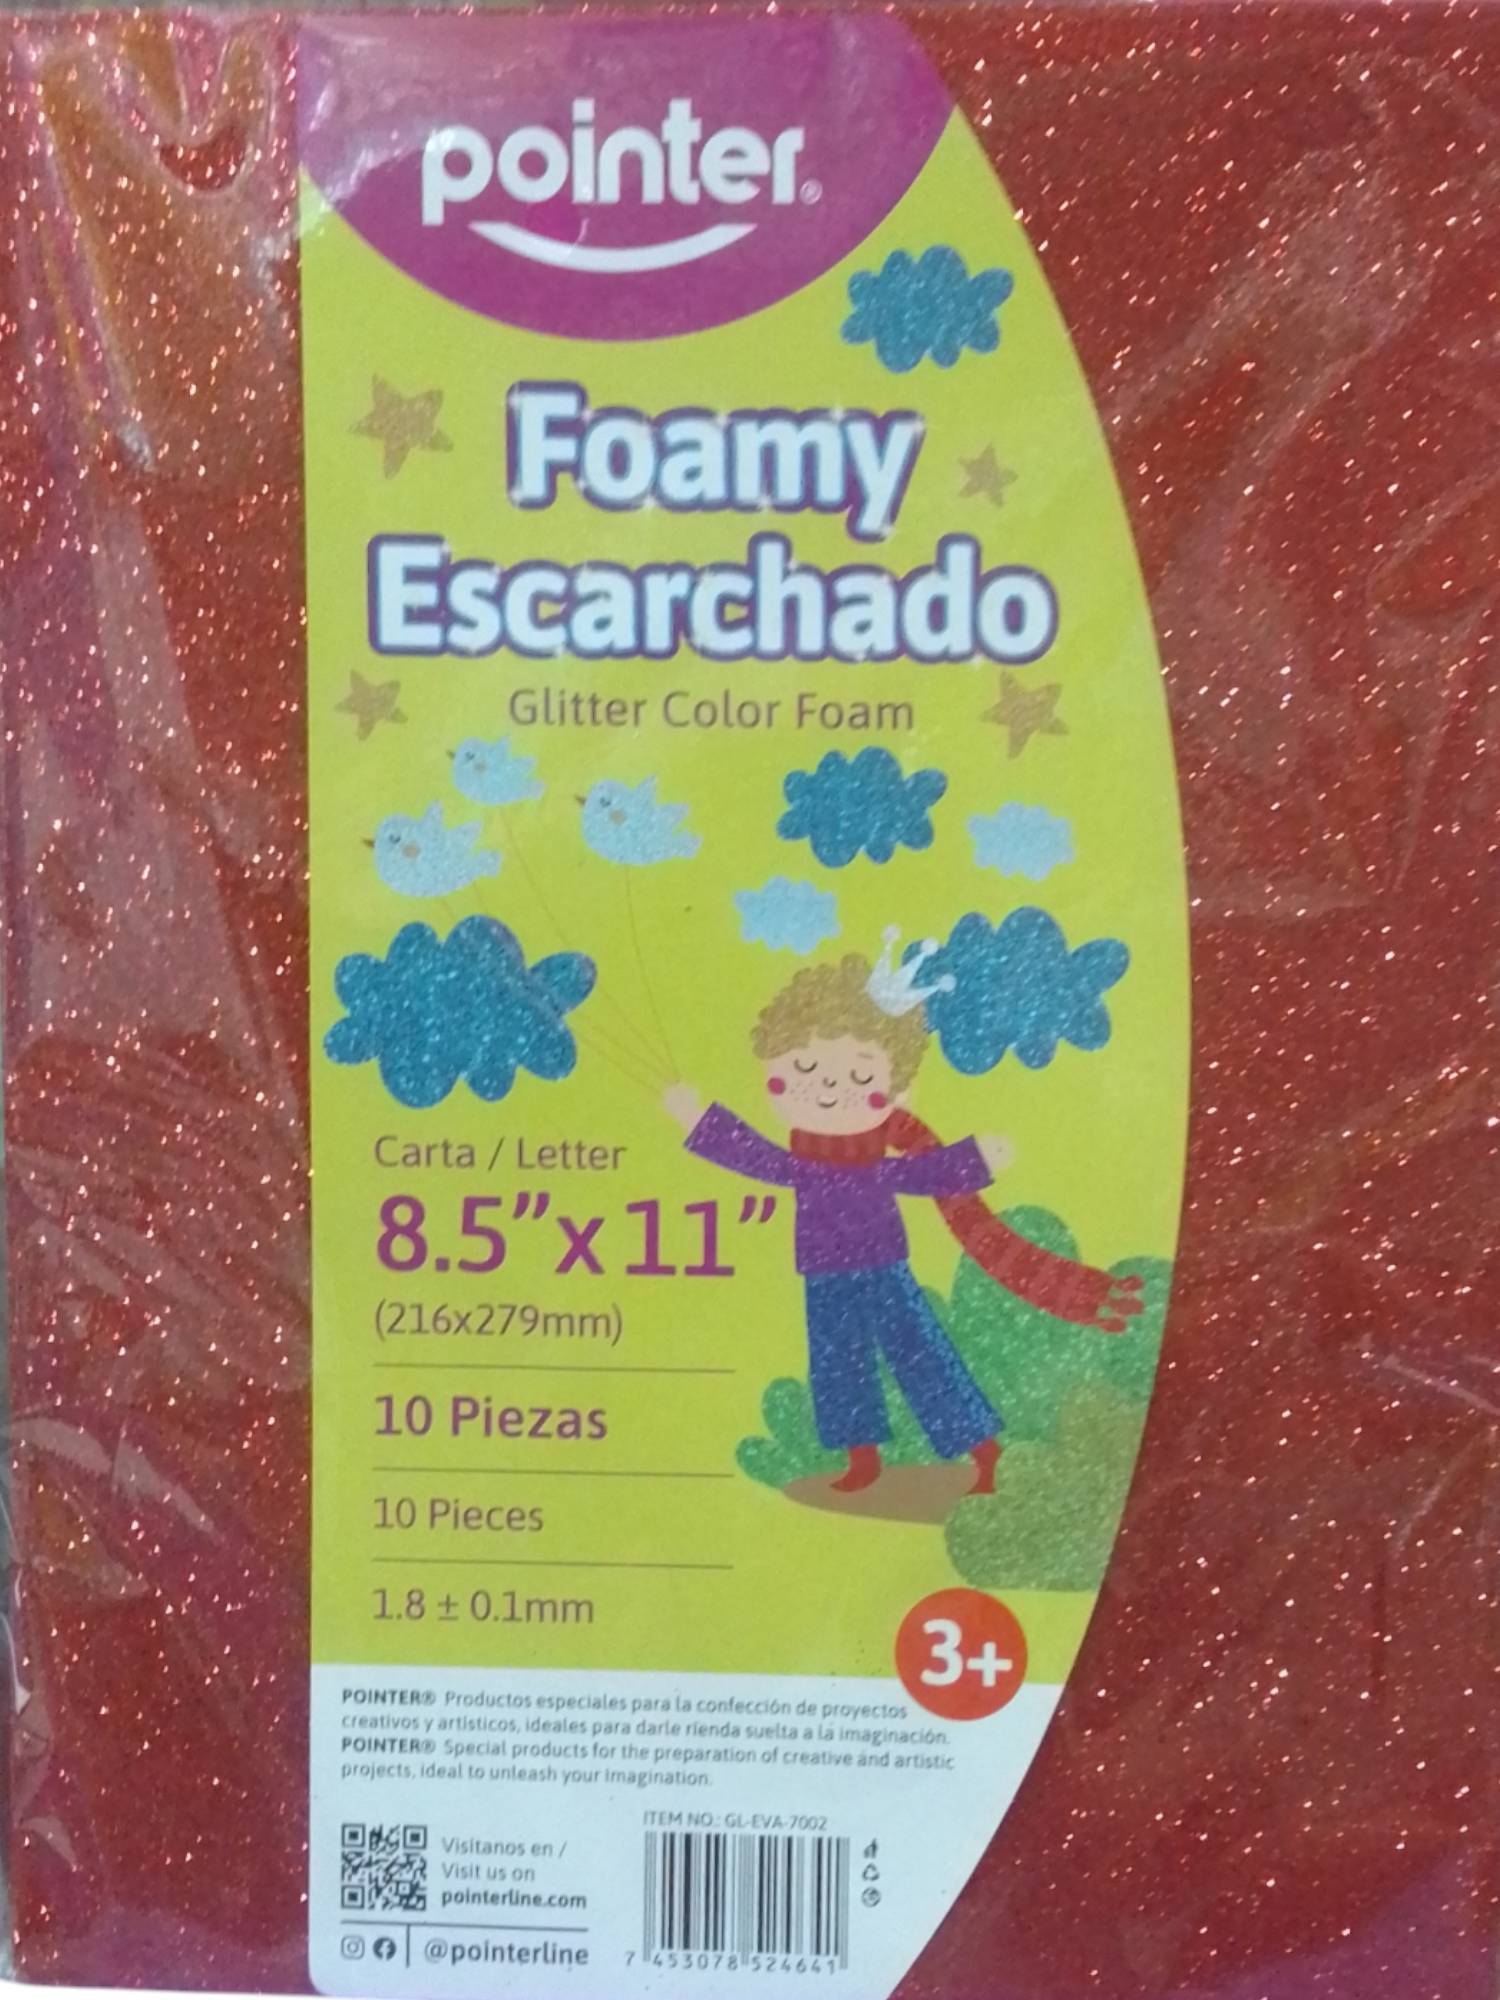 pointer®
Foamy
Escarchado
Glitter Color Foam
Carta / Letter
8.5”x11”
(216x279mm)
10 Piezas
10 Pieces
1.8 ± 0.1mm
3+
POINTER® Productos especiales para la confección de proyectos
creativos y artisticos, ideales para darle rienda suelta a la imaginación.
POINTER® Special products for the preparation of creative and artistic
projects, ideal to unleash your imagination.
ITEM NO.: GL-EVA-7002
Visitanos en /
Visit us on
pointerline.com
@pointerline
7 453078 524641